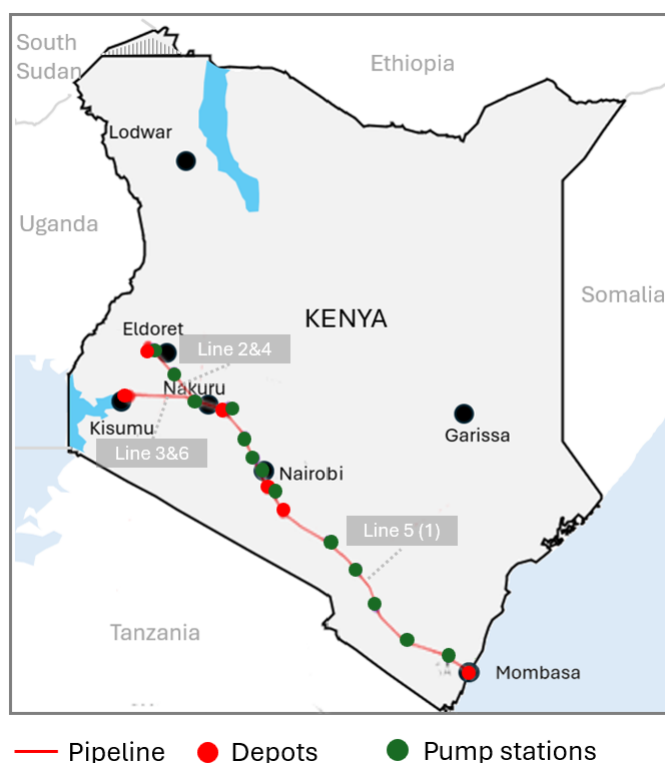 South
Sudan
Ethiopia
Lodwar
Uganda
Somalia
KENYA
Eldoret
Line 2&4
Nakuru
Kisumu
Garissa
Line 3&6
Nairobi
Line 5 (1)
Tanzania
Mombasa
Pipeline
Depots
Pump stations